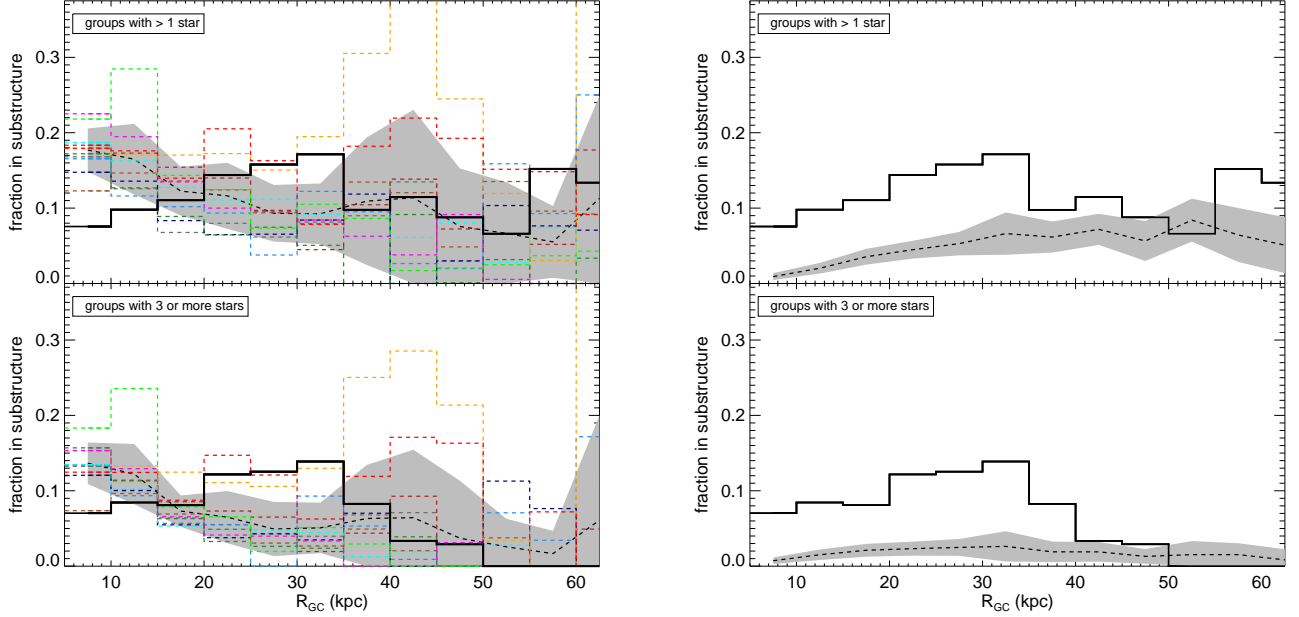 groups with > 1 star
0.3
0.2
0.1
0.0
fraction in substructure
groups with 3 or more stars
0.3
0.2
0.1
0.0
fraction in substructure
10 20 30 40 50 60
R_GC (kpc)
groups with > 1 star
0.3
0.2
0.1
0.0
fraction in substructure
groups with 3 or more stars
0.3
0.2
0.1
0.0
fraction in substructure
10 20 30 40 50 60
R_GC (kpc)